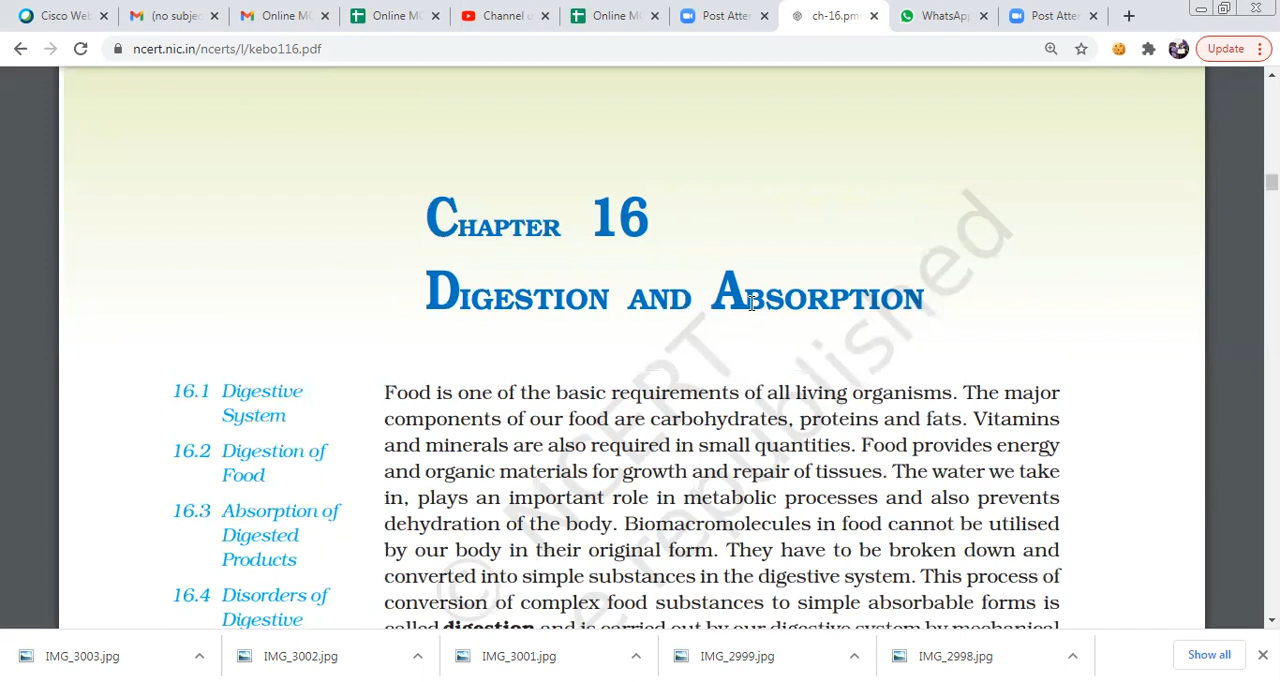 Cisco Web
(no subje
Online M
Online M
Channel
Online M
Post Atter
ch-16.pm
WhatsApp
Post Atter
ncert.nic.in/ncerts/l/kebo116.pdf
Update
CHAPTER 16
DIGESTION AND ABSORPTION
16.1 Digestive
System
16.2 Digestion of
Food
16.3 Absorption of
Digested
Products
16.4 Disorders of
Digestive
Food is one of the basic requirements of all living organisms. The major
components of our food are carbohydrates, proteins and fats. Vitamins
and minerals are also required in small quantities. Food provides energy
and organic materials for growth and repair of tissues. The water we take
in, plays an important role in metabolic processes and also prevents
dehydration of the body. Biomacromolecules in food cannot be utilised
by our body in their original form. They have to be broken down and
converted into simple substances in the digestive system. This process of
conversion of complex food substances to simple absorbable forms is
called digestion and is carried out by our digestive system by mechanical
© NCERT
e republished
IMG_3003.jpg
IMG_3002.jpg
IMG_3001.jpg
IMG_2999.jpg
IMG_2998.jpg
Show all